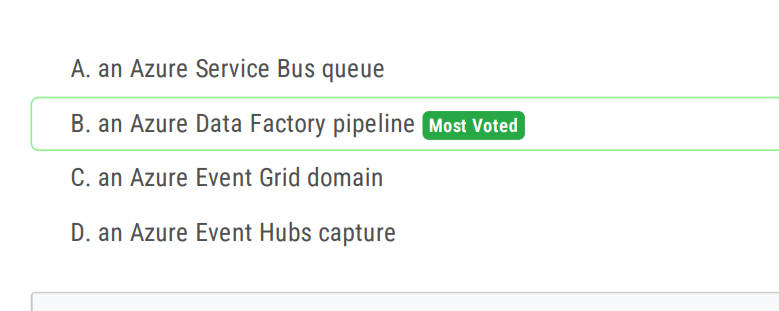 A. an Azure Service Bus queue
B. an Azure Data Factory pipeline Most Voted
C. an Azure Event Grid domain
D. an Azure Event Hubs capture